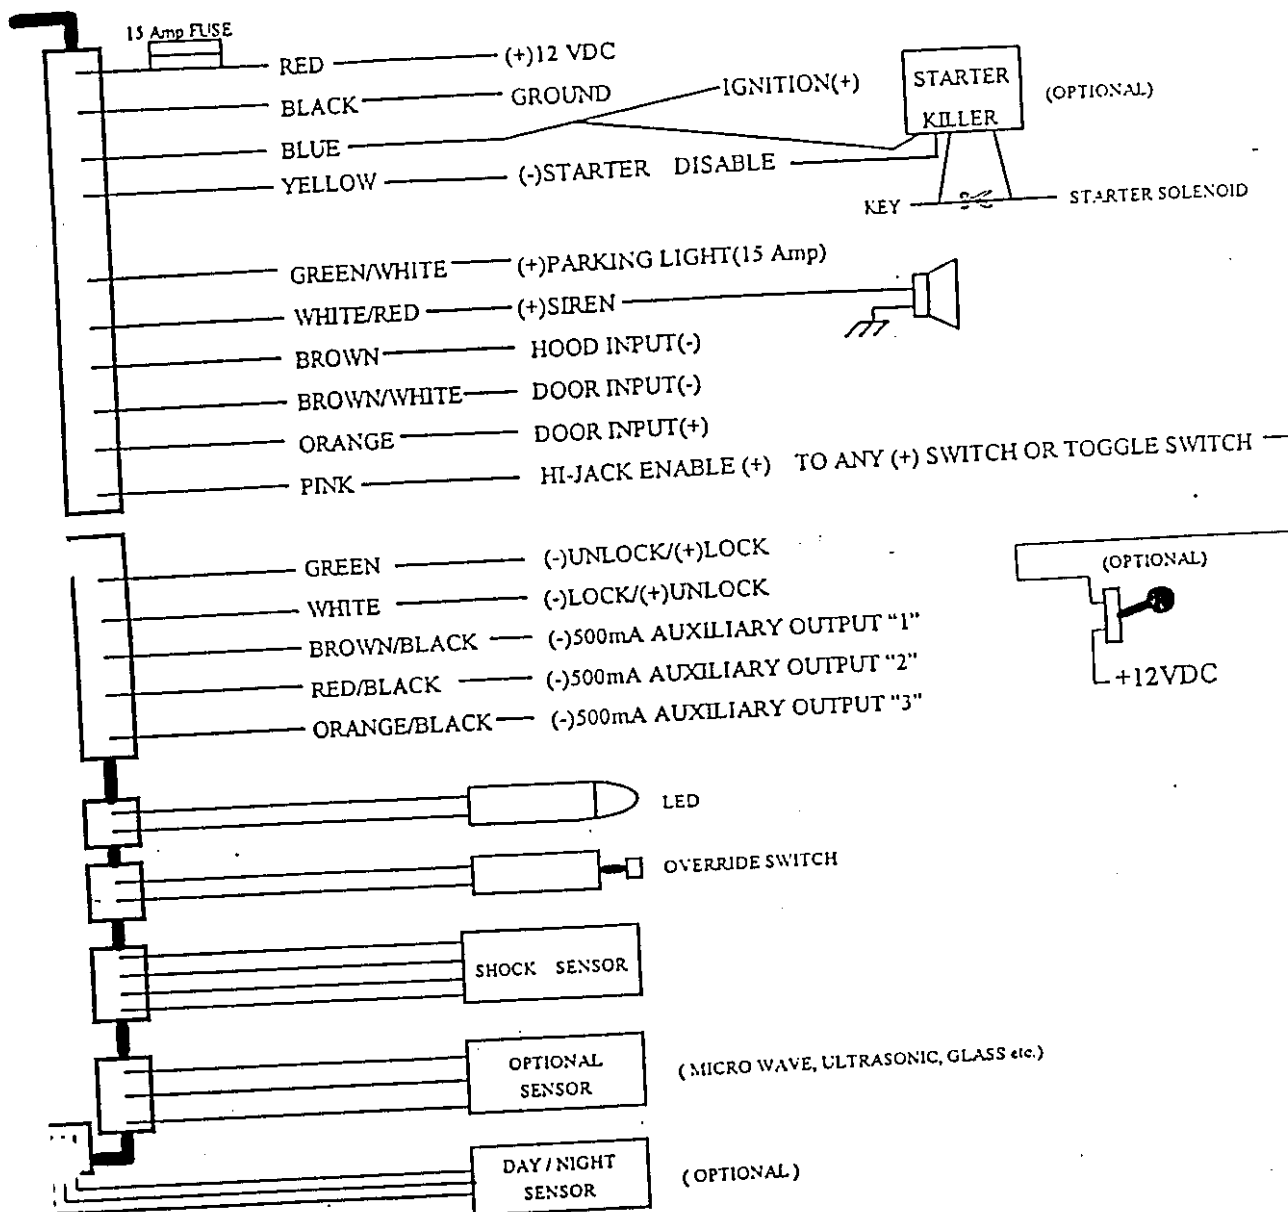 15 Amp FUSE
RED (+)12 VDC
BLACK GROUND
BLUE IGNITION(+)
YELLOW (-)STARTER DISABLE
STARTER
KILLER
(OPTIONAL)
KEY STARTER SOLENOID
GREEN/WHITE (+)PARKING LIGHT(15 Amp)
WHITE/RED (+)SIREN
BROWN HOOD INPUT(-)
BROWN/WHITE DOOR INPUT(-)
ORANGE DOOR INPUT(+)
PINK HI-JACK ENABLE (+) TO ANY (+) SWITCH OR TOGGLE SWITCH
GREEN (-)UNLOCK/(+)LOCK
WHITE (-)LOCK/(+)UNLOCK
BROWN/BLACK (-)500mA AUXILIARY OUTPUT "1"
RED/BLACK (-)500mA AUXILIARY OUTPUT "2"
ORANGE/BLACK (-)500mA AUXILIARY OUTPUT "3"
(OPTIONAL)
+12VDC
LED
OVERRIDE SWITCH
SHOCK SENSOR
OPTIONAL
SENSOR
(MICRO WAVE, ULTRASONIC, GLASS etc.)
DAY / NIGHT
SENSOR
(OPTIONAL)